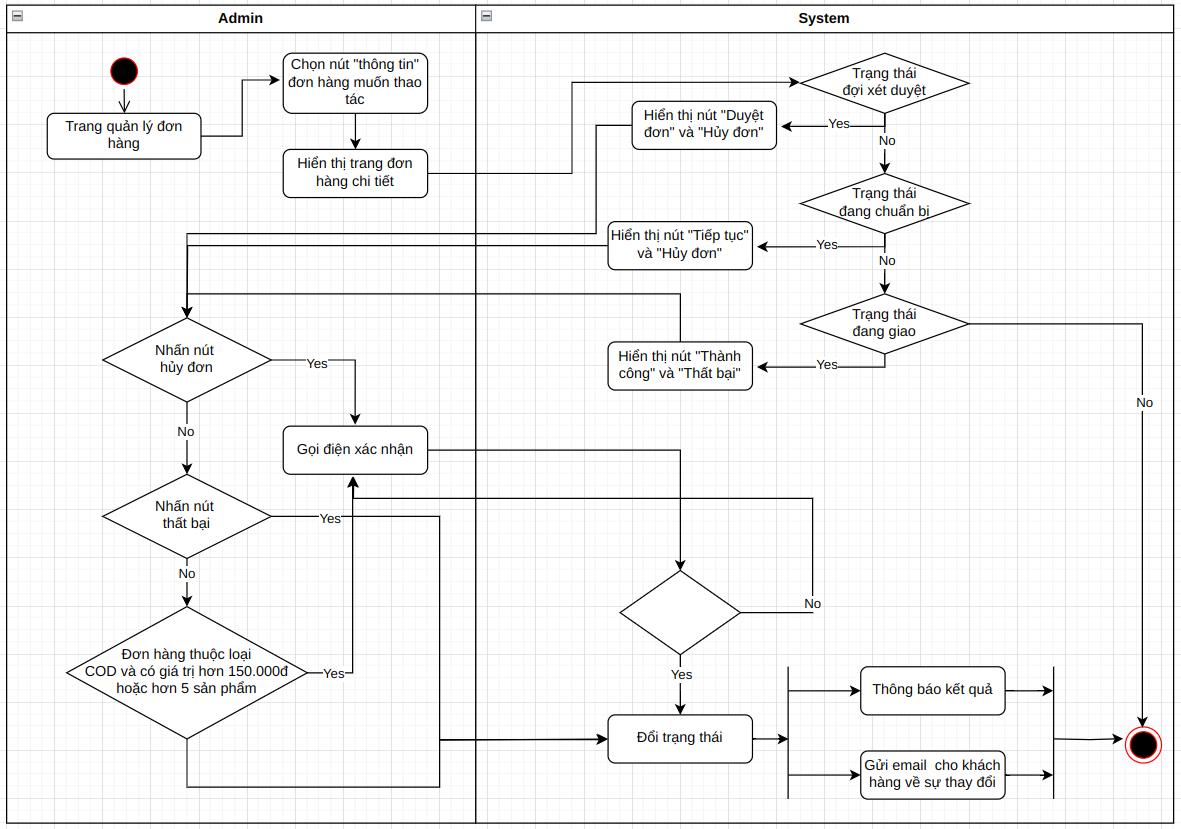 Admin
System
Chọn nút "thông tin"
đơn hàng muốn thao
tác
Trang quản lý đơn
hàng
Hiển thị trang đơn
hàng chi tiết
Trạng thái
đợi xét duyệt
Hiển thị nút "Duyệt
đơn" và "Hủy đơn"
Yes
No
Trạng thái
đang chuẩn bi
Hiển thị nút "Tiếp tục"
và "Hủy đơn"
Yes
No
Trạng thái
đang giao
Hiển thị nút "Thành
công" và "Thất bại"
Yes
No
Nhấn nút
hủy đơn
Yes
No
Gọi điện xác nhận
Nhấn nút
thất bại
Yes
No
Đơn hàng thuộc loại
COD và có giá trị hơn 150.000đ
hoặc hơn 5 sản phẩm
Yes
No
Yes
Đổi trạng thái
Thông báo kết quả
Gửi email  cho khách
hàng về sự thay đổi